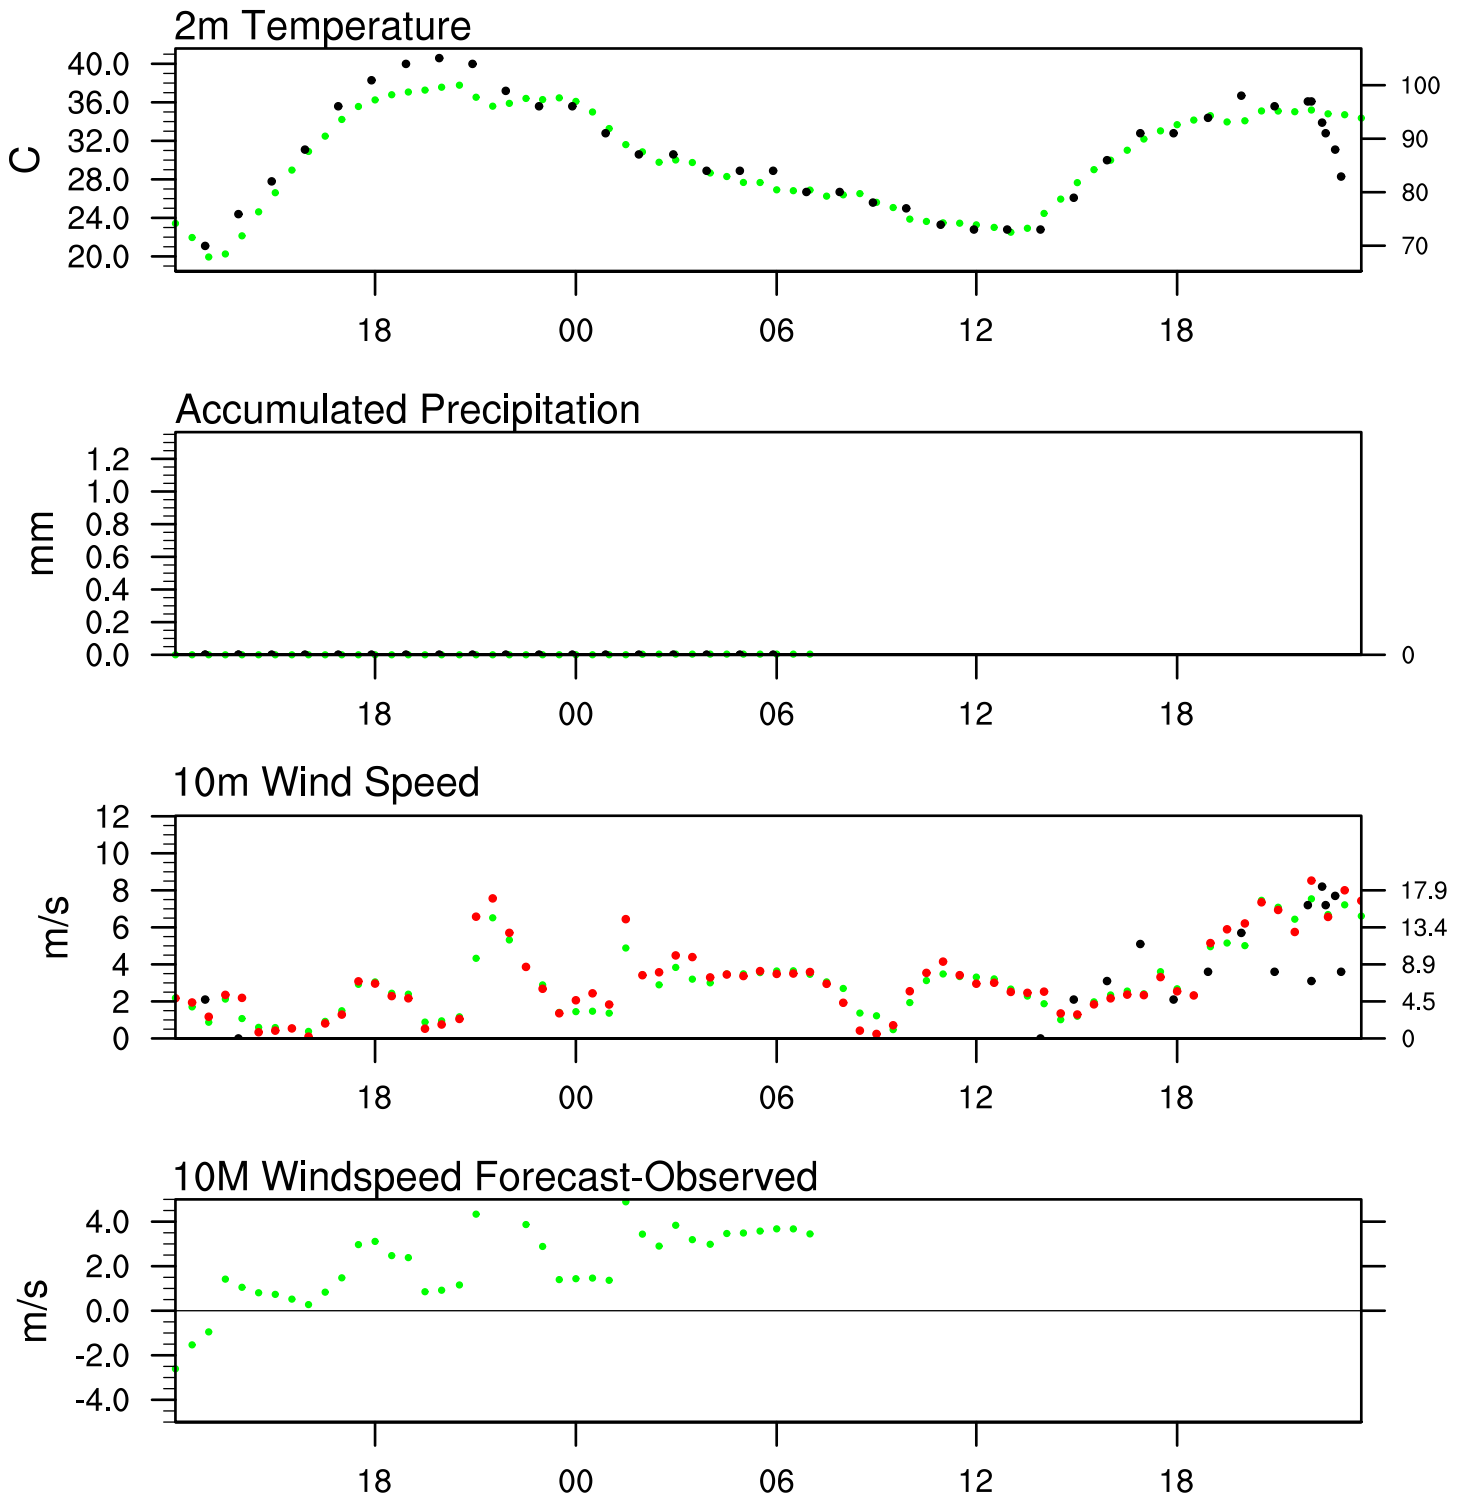 2m Temperature
40.0
36.0
32.0
28.0
24.0
20.0
C
100
90
80
70
18 00 06 12 18
Accumulated Precipitation
1.2
1.0
0.8
0.6
0.4
0.2
0.0
mm
0
18 00 06 12 18
10m Wind Speed
12
10
8
6
4
2
0
m/s
17.9
13.4
8.9
4.5
0
18 00 06 12 18
10M Windspeed Forecast-Observed
4.0
2.0
0.0
-2.0
-4.0
m/s
18 00 06 12 18